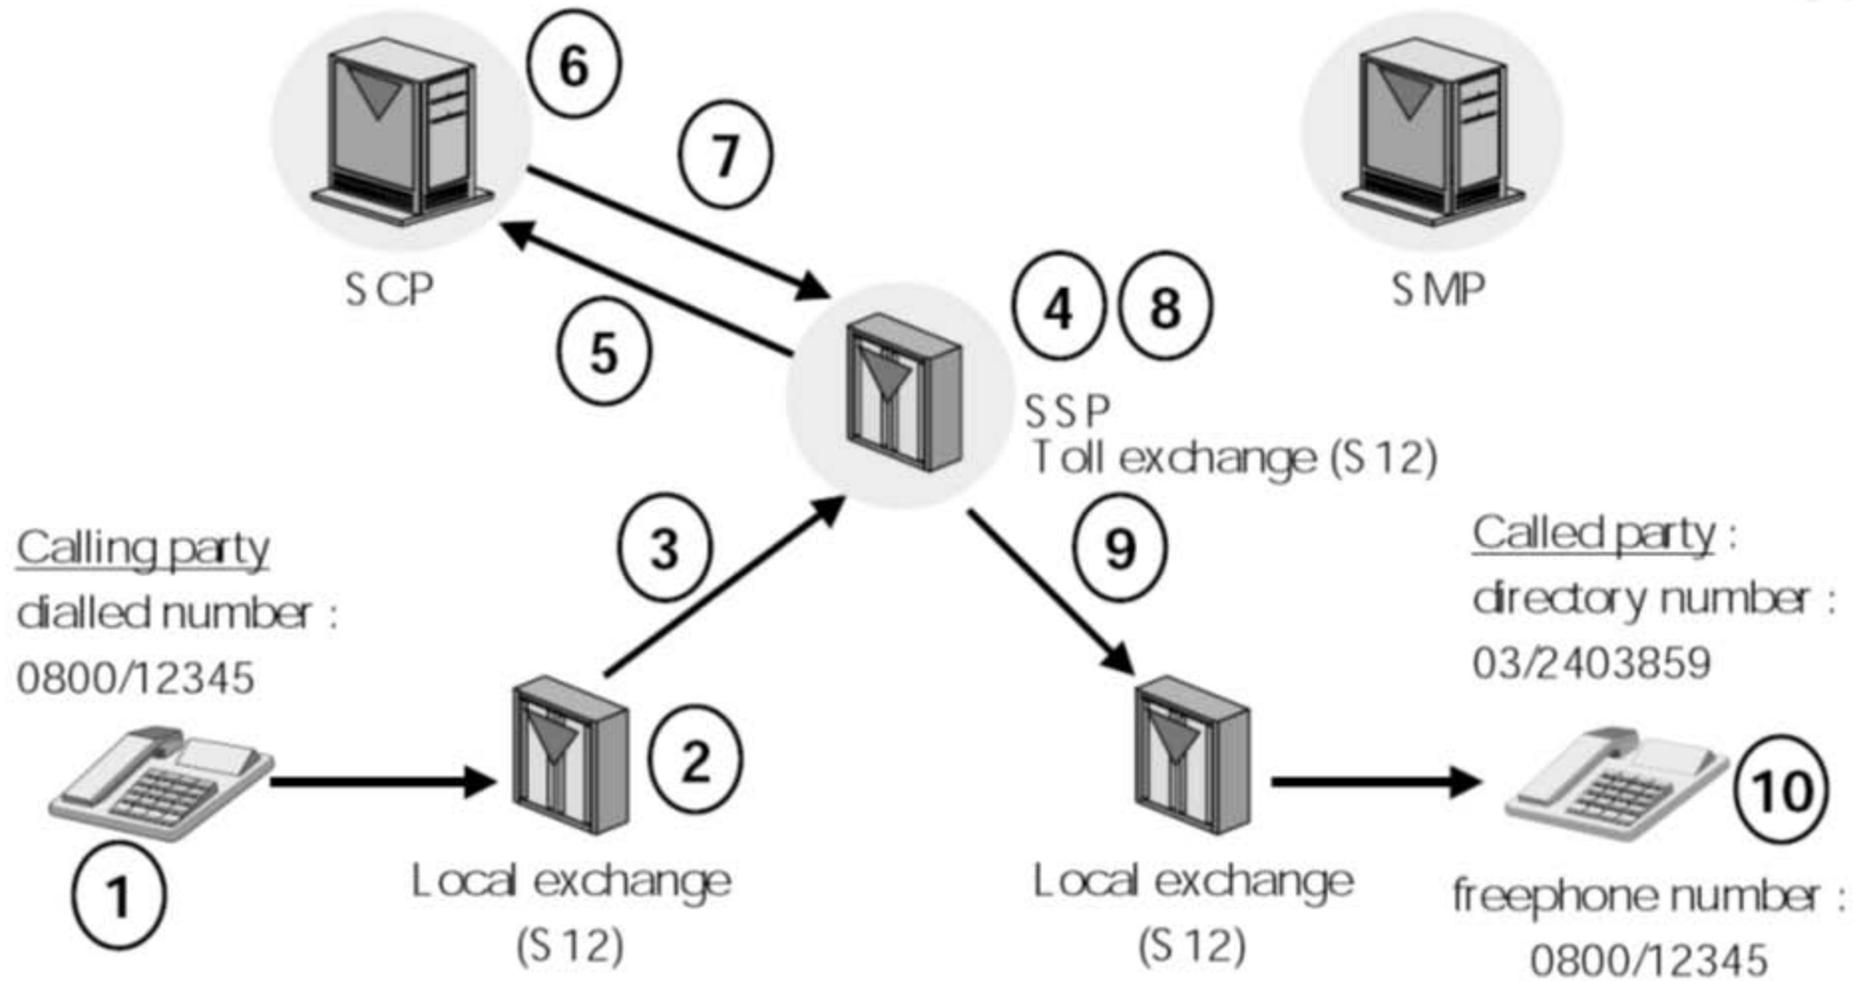 6
7
SCP
SMP
4
8
5
SSP
Toll exchange (S12)
3
9
Calling party
dialled number :
0800/12345
Called party :
directory number :
03/2403859
2
10
1
Local exchange
(S12)
Local exchange
(S12)
freephone number :
0800/12345